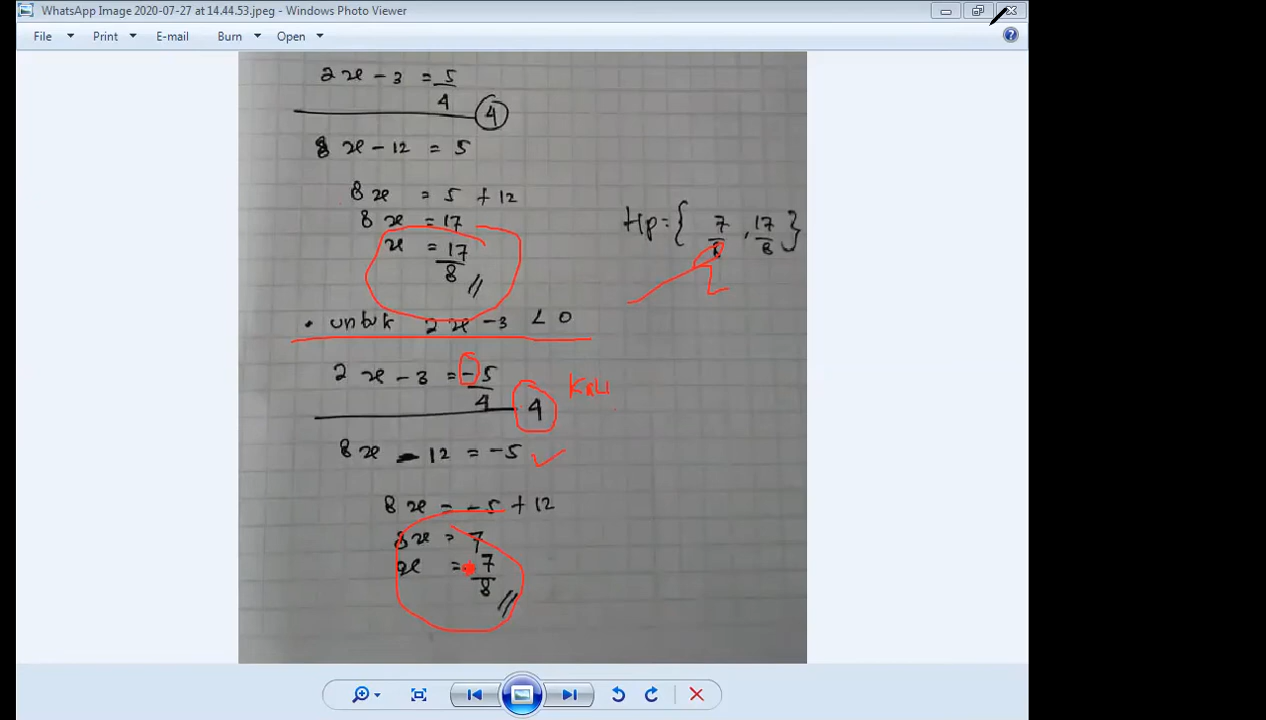 WhatsApp Image 2020-07-27 at 14.44.53.jpeg - Windows Photo Viewer
File Print E-mail Burn Open
2x - 3 = 5/4
4
8x - 12 = 5
8x = 5 + 12
8x = 17
x = 17/8 //
Hp = { 7/8 , 17/8 }
• untuk 2x - 3 < 0
2x - 3 = -5/4
4 KALI
8x - 12 = -5
8x = -5 + 12
8x = 7
x = 7/8 //